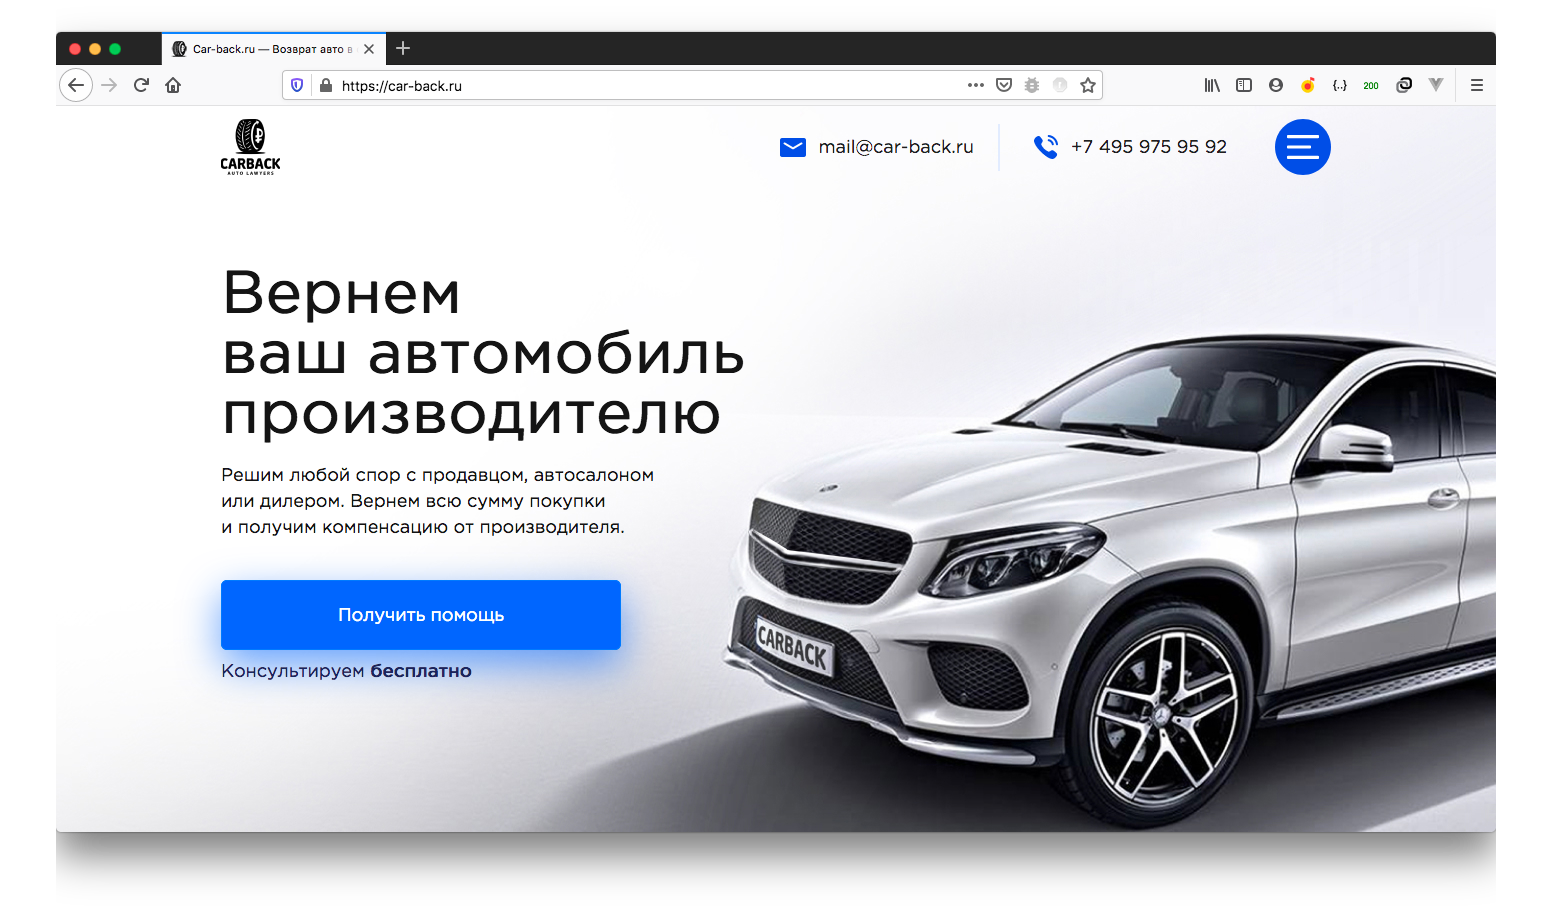 Car-back.ru — Возврат авто в
https://car-back.ru
{..}
200
CARBACK
AUTO LAWYERS
mail@car-back.ru
+7 495 975 95 92
Вернем
ваш автомобиль
производителю
Решим любой спор с продавцом, автосалоном
или дилером. Вернем всю сумму покупки
и получим компенсацию от производителя.
Получить помощь
Консультируем бесплатно
CARBACK